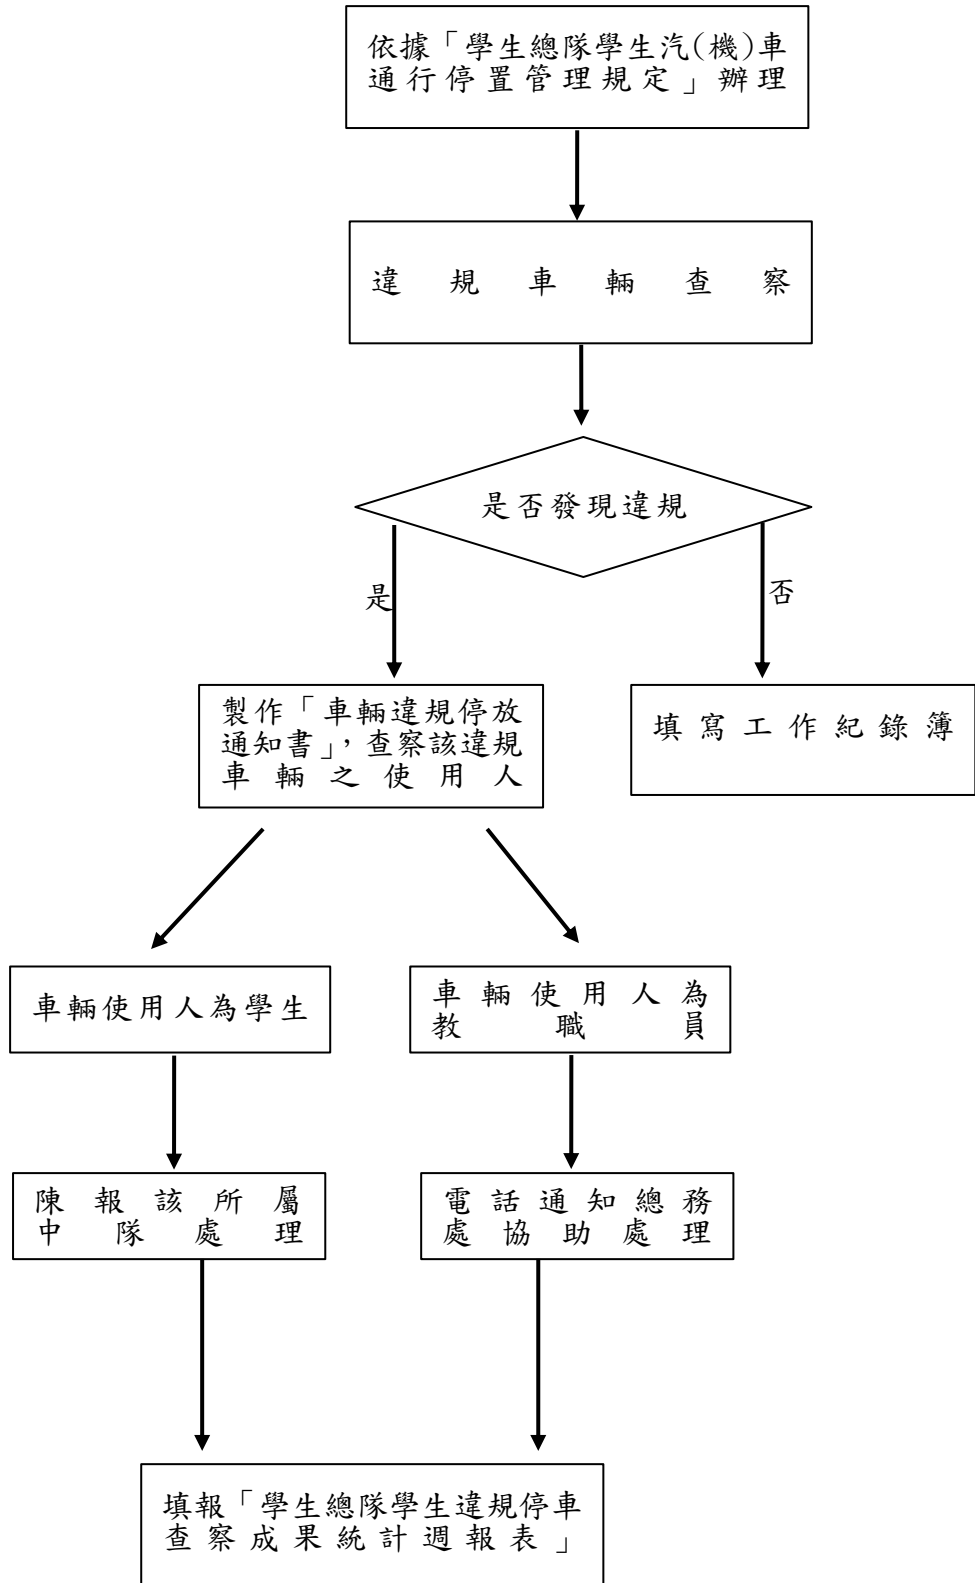 依據「學生總隊學生汽(機)車
通行停置管理規定」辦理
違規車輛查察
是否發現違規
是
否
製作「車輛違規停放
通知書」，查察該違規
車輛之使用人
填寫工作紀錄簿
車輛使用人為學生
車輛使用人為
教職員
陳報該所屬
中隊處理
電話通知總務
處協助處理
填報「學生總隊學生違規停車
查察成果統計週報表」